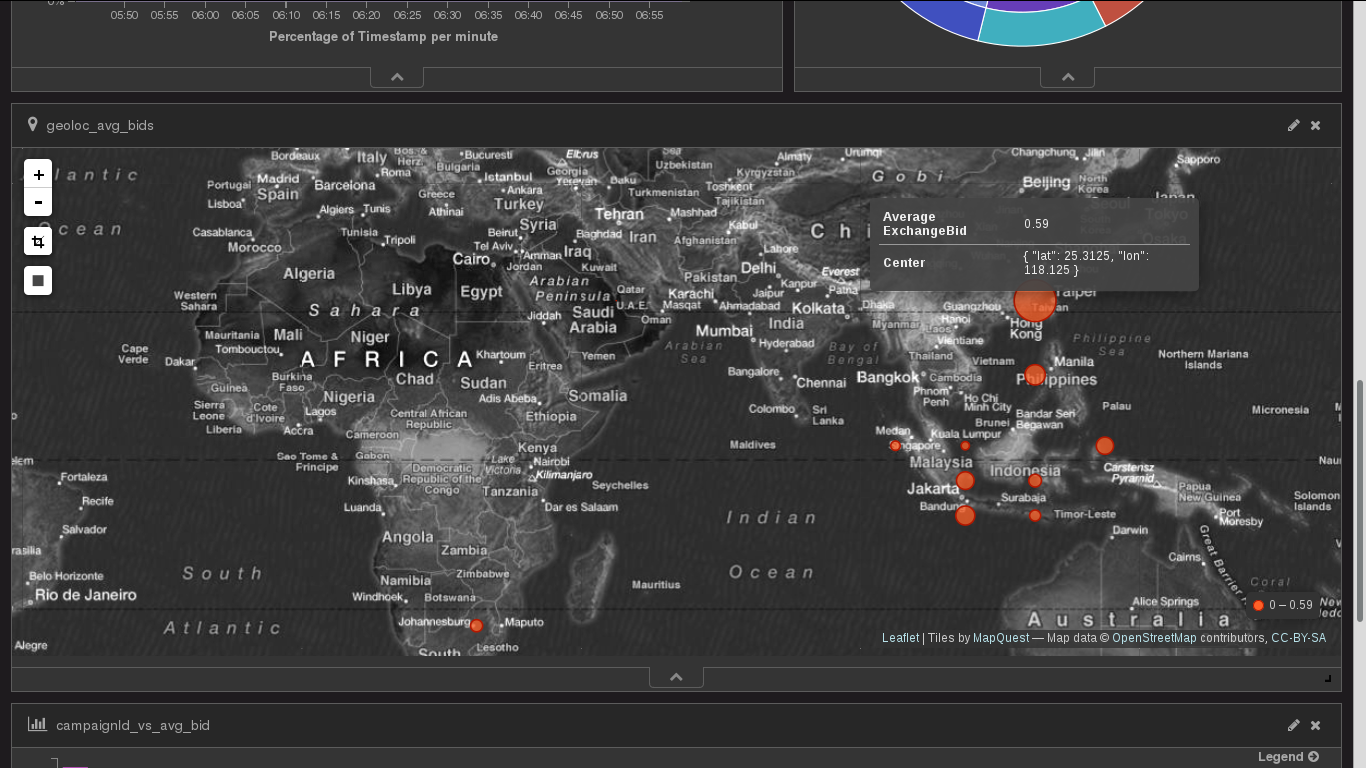 0%
05:50 05:55 06:00 06:05 06:10 06:15 06:20 06:25 06:30 06:35 06:40 06:45 06:50 06:55
Percentage of Timestamp per minute
geoloc_avg_bids
+
-
Bordeaux
Italy
Bos. &
Herz.
Bucuresti
Elbrus
Georgia
Uzbekistan
Almaty
Urumqi
Changchung
Jilin
Sapporo
Atlantic
Ocean
Portugal
Madrid
Spain
Barcelona
Roma
Bulgaria
Istanbul
Yerevan
Baku
Turkmenistan
Toshkent
Kyrgyzstan
Tajikistan
Gobi
Beijing
North
Korea
Japan
Lisboa
Algiers
Tunis
Greece
Athinai
Ankara
Turkey
Tehran
Mashhad
Seoul
Tokyo
Osaka
Casablanca
Morocco
Tunisia
Tripoli
Beirut
Syria
Tel Aviv
Baghdad
Iraq
Iran
Afghanistan
Kabul
Lahore
Chi
Average
ExchangeBid
0.59
Center
{ "lat": 25.3125, "lon":
118.125 }
Algeria
Libya
Cairo
Egypt
Amman
Jordan
Kuwait
Arabian
Peninsula
Qatar
U.A.E.
Pakistan
Karachi
Delhi
Jaipur
Everest
Kanpur
Patna
Western
Sahara
Sahara
Jiddah
Saudi
Arabia
Masqat
Oman
Ahmadabad
Kolkata
Dhaka
Guangzhou
Taipei
Taiwan
Mauritania
Mali
Niger
Mumbai
India
Myanmar
Hanoi
Laos
Hong
Kong
Cape
Verde
Tombouctou
Dakar
AFRICA
Khartoum
Eritrea
Yemen
Arabian
Sea
Hyderabad
Bay of
Bengal
Vientiane
Thailand
Vietnam
Philippine
Sea
Manila
Northern Mariana
Islands
Guinea
Burkina
Faso
Chad
Sudan
Bangalore
Chennai
Bangkok
Cambodia
Philippines
Sierra
Leone
Cote
d'Ivoire
Lagos
Nigeria
Adis Abeba
Somalia
Ethiopia
Colombo
Sri
Lanka
Phnom
Penh
Ho Chi
Minh City
Palau
Micronesia
Liberia
Accra
Cameroon
Central African
Republic
Brunei
Bandar Seri
Begawan
Sao Tome &
Principe
Gabon
Kenya
Lake
Victoria
Nairobi
Kilimanjaro
Maldives
Medan
Kuala Lumpur
Singapore
Malaysia
Indonesia
Carstensz
Pyramid
Fortaleza
Kinshasa
Democratic
Republic of the
Congo
Tanzania
Seychelles
Jakarta
Surabaja
Papua
New Guinea
Solomon
Islands
Recife
Luanda
Dar es Salaam
Bandung
Timor-Leste
Port
Moresby
Salvador
Angola
Zambia
Indian
Ocean
Darwin
Cairns
Great Barrier
Coral
Belo Horizonte
Rio de Janeiro
South
Atlantic
Namibia
Zimbabwe
Windhoek
Botswana
Mauritius
Alice Springs
Australia
0 – 0.59
Johannesburg
Maputo
Lesotho
South
Alegre
Leaflet | Tiles by MapQuest — Map data © OpenStreetMap contributors, CC-BY-SA
campaignId_vs_avg_bid
Legend